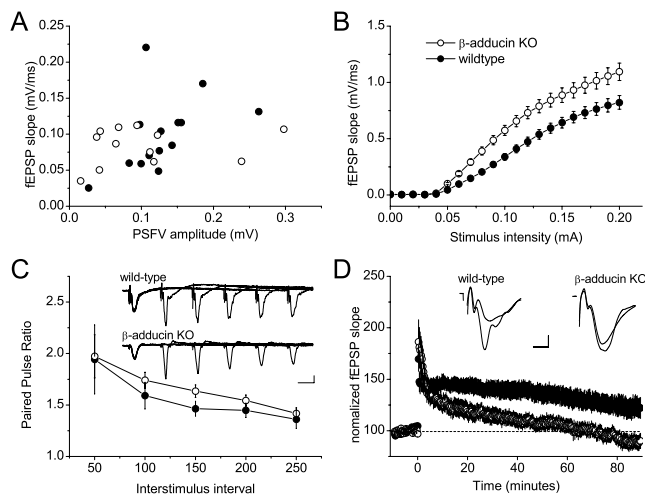 A
fEPSP slope (mV/ms)
0.25
0.20
0.15
0.10
0.05
0.00
0.0 0.1 0.2 0.3 0.4
PSFV amplitude (mV)
B
β-adducin KO
wildtype
fEPSP slope (mV/ms)
1.5
1.0
0.5
0.0
0.00 0.05 0.10 0.15 0.20
Stimulus intensity (mA)
C
wild-type
β-adducin KO
Paired Pulse Ratio
2.5
2.0
1.5
1.0
50 100 150 200 250
Interstimulus interval
D
wild-type β-adducin KO
nomalized fEPSP slope
250
200
150
100
0 20 40 60 80
Time (minutes)